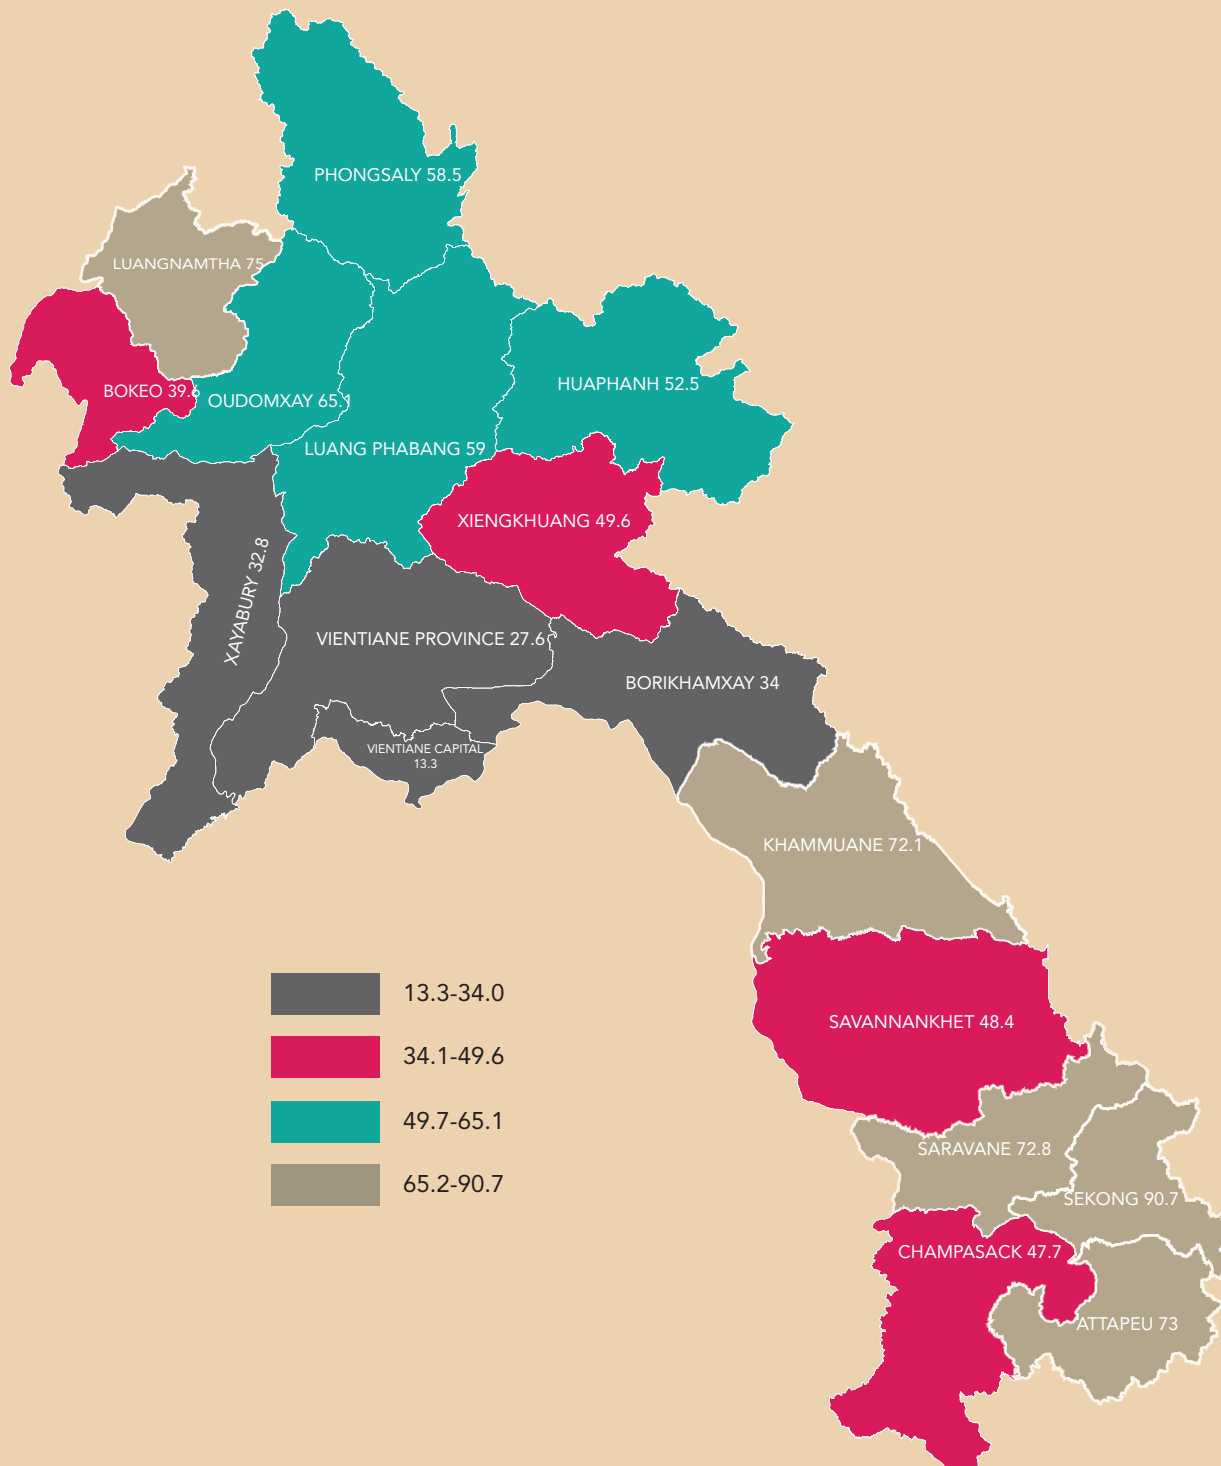 PHONGSALY 58.5
LUANGNAMTHA 75
BOKEO 39.6
OUDOMXAY 65.1
HUAPHANH 52.5
LUANG PHABANG 59
XIENGKHUANG 49.6
XAYABURY 32.8
VIENTIANE PROVINCE 27.6
BORIKHAMXAY 34
VIENTIANE CAPITAL
13.3
KHAMMUANE 72.1
SAVANNANKHET 48.4
SARAVANE 72.8
SEKONG 90.7
CHAMPASACK 47.7
ATTAPEU 73
13.3-34.0
34.1-49.6
49.7-65.1
65.2-90.7